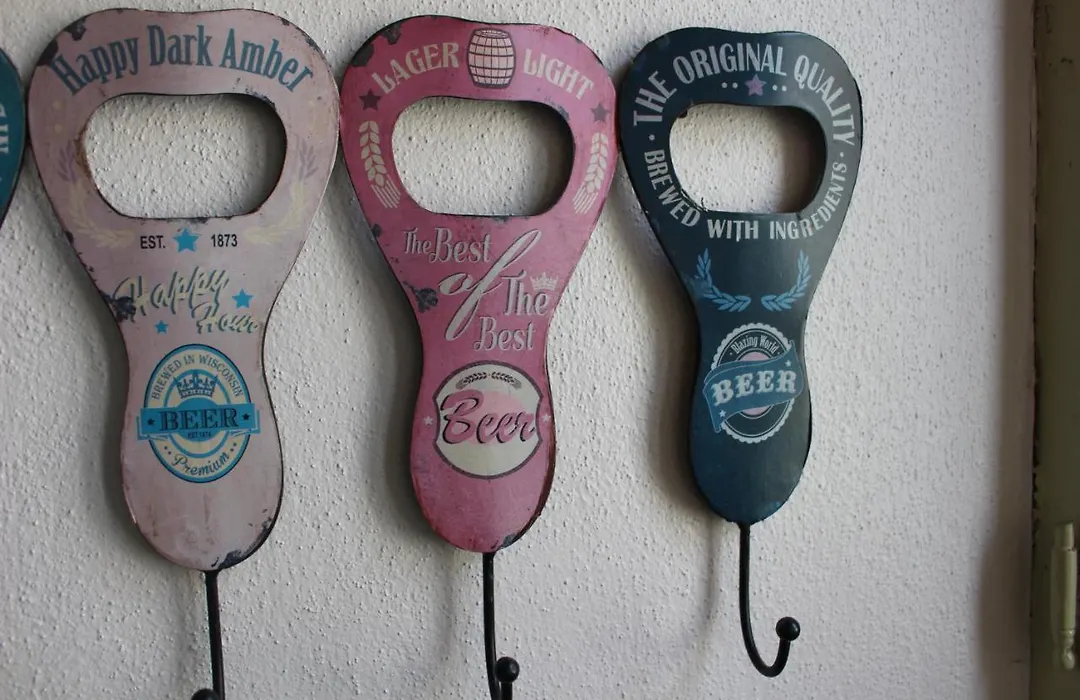 Happy Dark Amber
EST. 1873
Happy
Hour
BREWED IN WISCONSIN
BEER
Premium
LAGER LIGHT
The Best
of The
Best
Beer
THE ORIGINAL QUALITY
BREWED WITH INGREDIENTS
Blazing World
BEER